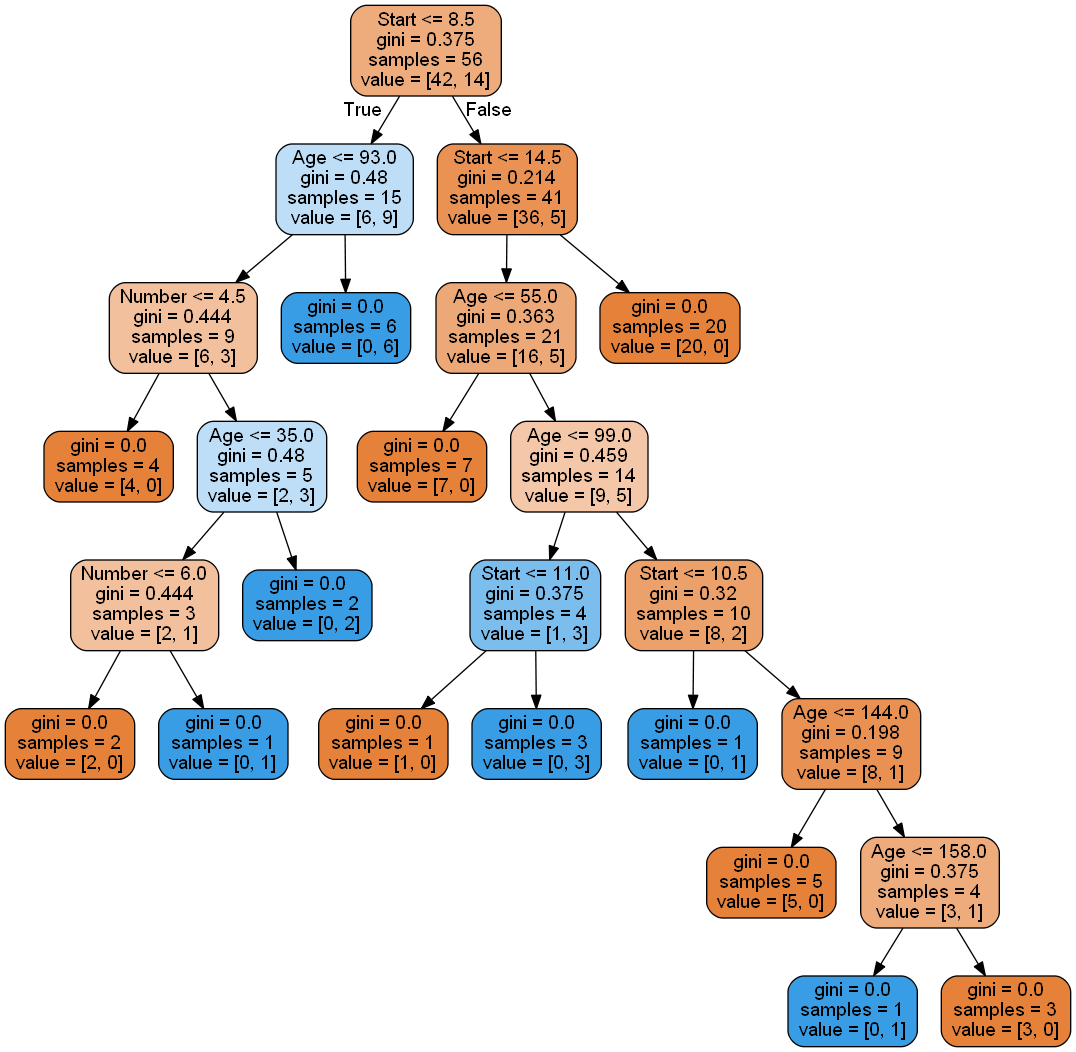 Start <= 8.5
gini = 0.375
samples = 56
value = [42, 14]
True
False
Age <= 93.0
gini = 0.48
samples = 15
value = [6, 9]
Start <= 14.5
gini = 0.214
samples = 41
value = [36, 5]
Number <= 4.5
gini = 0.444
samples = 9
value = [6, 3]
gini = 0.0
samples = 6
value = [0, 6]
Age <= 55.0
gini = 0.363
samples = 21
value = [16, 5]
gini = 0.0
samples = 20
value = [20, 0]
gini = 0.0
samples = 4
value = [4, 0]
Age <= 35.0
gini = 0.48
samples = 5
value = [2, 3]
gini = 0.0
samples = 7
value = [7, 0]
Age <= 99.0
gini = 0.459
samples = 14
value = [9, 5]
Number <= 6.0
gini = 0.444
samples = 3
value = [2, 1]
gini = 0.0
samples = 2
value = [0, 2]
Start <= 11.0
gini = 0.375
samples = 4
value = [1, 3]
Start <= 10.5
gini = 0.32
samples = 10
value = [8, 2]
gini = 0.0
samples = 2
value = [2, 0]
gini = 0.0
samples = 1
value = [0, 1]
gini = 0.0
samples = 1
value = [1, 0]
gini = 0.0
samples = 3
value = [0, 3]
gini = 0.0
samples = 1
value = [0, 1]
Age <= 144.0
gini = 0.198
samples = 9
value = [8, 1]
gini = 0.0
samples = 5
value = [5, 0]
Age <= 158.0
gini = 0.375
samples = 4
value = [3, 1]
gini = 0.0
samples = 1
value = [0, 1]
gini = 0.0
samples = 3
value = [3, 0]